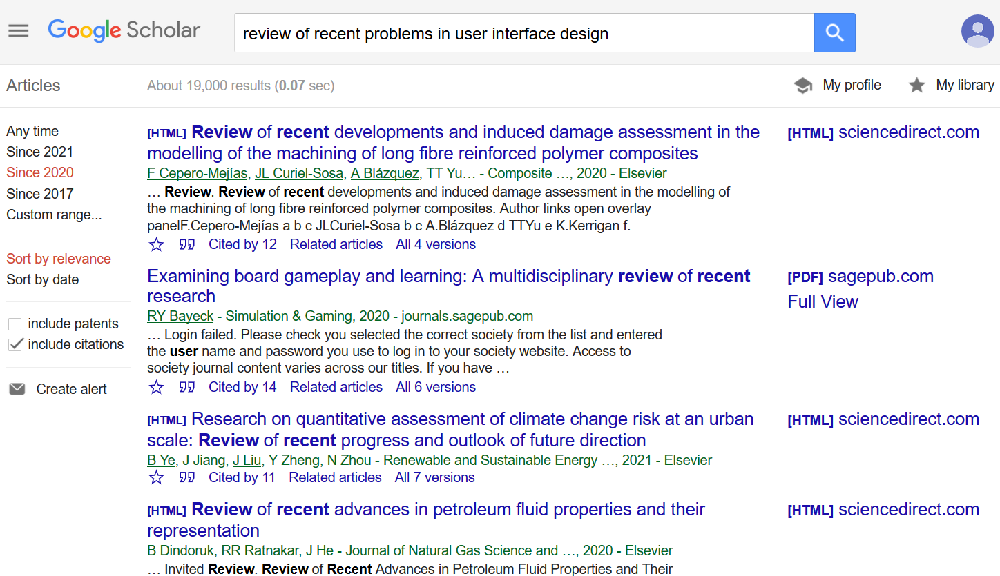 Google Scholar
review of recent problems in user interface design
Articles
About 19,000 results (0.07 sec)
My profile
My library
Any time
Since 2021
Since 2020
Since 2017
Custom range...
Sort by relevance
Sort by date
include patents
include citations
Create alert
[HTML] Review of recent developments and induced damage assessment in the
modelling of the machining of long fibre reinforced polymer composites
F Cepero-Mejías, JL Curiel-Sosa, A Blázquez, TT Yu… - Composite …, 2020 - Elsevier
… Review. Review of recent developments and induced damage assessment in the modelling of
the machining of long fibre reinforced polymer composites. Author links open overlay
panelF.Cepero-Mejías a b c JLCuriel-Sosa b c A.Blázquez d TTYu e K.Kerrigan f.
Cited by 12 Related articles All 4 versions
[HTML] sciencedirect.com
Examining board gameplay and learning: A multidisciplinary review of recent
research
RY Bayeck - Simulation & Gaming, 2020 - journals.sagepub.com
… Login failed. Please check you selected the correct society from the list and entered
the user name and password you use to log in to your society website. Access to
society journal content varies across our titles. If you have …
Cited by 14 Related articles All 6 versions
[PDF] sagepub.com
Full View
[HTML] Research on quantitative assessment of climate change risk at an urban
scale: Review of recent progress and outlook of future direction
B Ye, J Jiang, J Liu, Y Zheng, N Zhou - Renewable and Sustainable Energy …, 2021 - Elsevier
Cited by 11 Related articles All 7 versions
[HTML] sciencedirect.com
[HTML] Review of recent advances in petroleum fluid properties and their
representation
B Dindoruk, RR Ratnakar, J He - Journal of Natural Gas Science and …, 2020 - Elsevier
… Invited Review. Review of Recent Advances in Petroleum Fluid Properties and Their
[HTML] sciencedirect.com